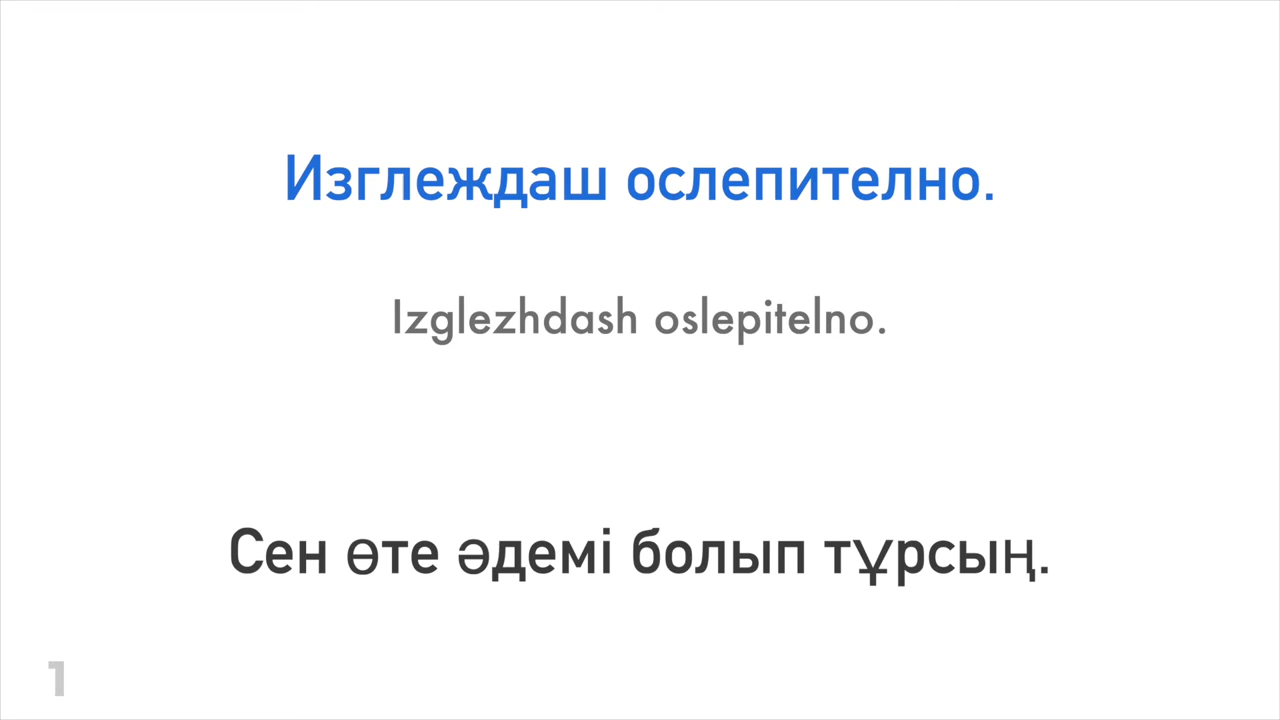 Изглеждаш ослепително.
Izglezhdash oslepitelno.
Сен өте әдемі болып тұрсың.
1